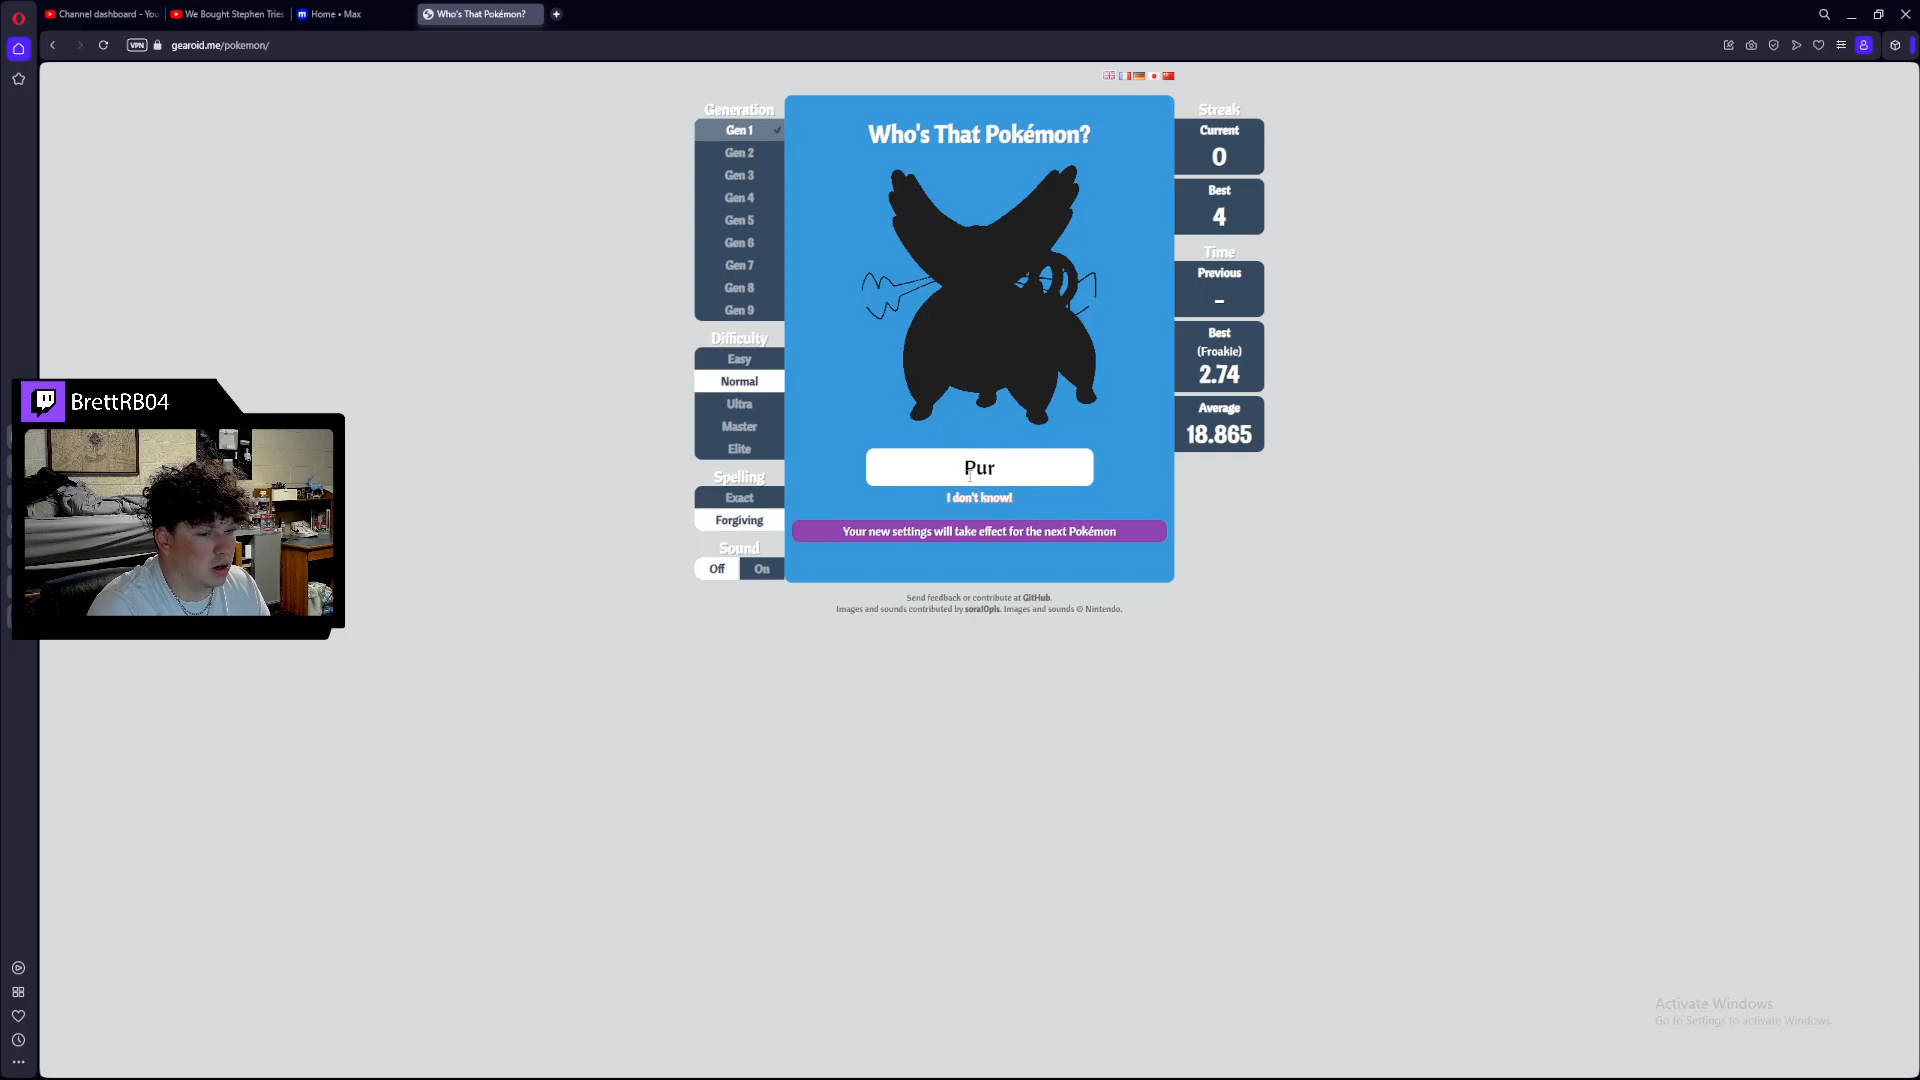 Channel dashboard - You
We Bought Stephen Tries
Home • Max
Who's That Pokémon?
VPN
gearoid.me/pokemon/
Generation
Gen 1
Gen 2
Gen 3
Gen 4
Gen 5
Gen 6
Gen 7
Gen 8
Gen 9
Difficulty
Easy
Normal
Ultra
Master
Elite
Spelling
Exact
Forgiving
Sound
Off On
Who's That Pokémon?
Pur
I don't know!
Your new settings will take effect for the next Pokémon
Streak
Current
0
Best
4
Time
Previous
–
Best
(Froakie)
2.74
Average
18.865
Send feedback or contribute at GitHub.
Images and sounds contributed by sora10pls. Images and sounds © Nintendo.
BrettRB04
Activate Windows
Go to Settings to activate Windows.